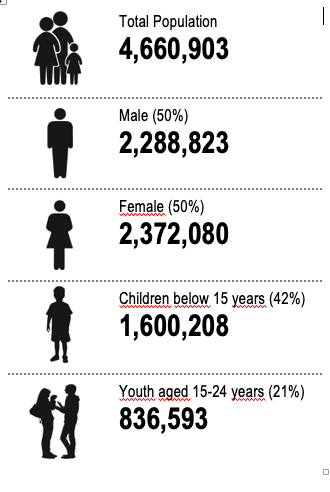 Total Population
4,660,903
Male (50%)
2,288,823
Female (50%)
2,372,080
Children below 15 years (42%)
1,600,208
Youth aged 15-24 years (21%)
836,593